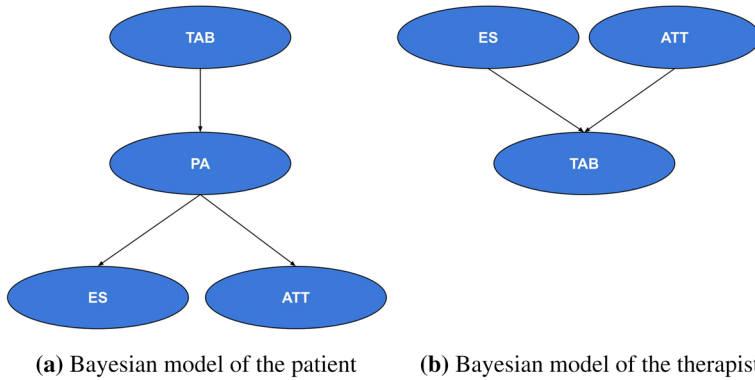 TAB
PA
ES
ATT
(a) Bayesian model of the patient
ES
ATT
TAB
(b) Bayesian model of the therapist